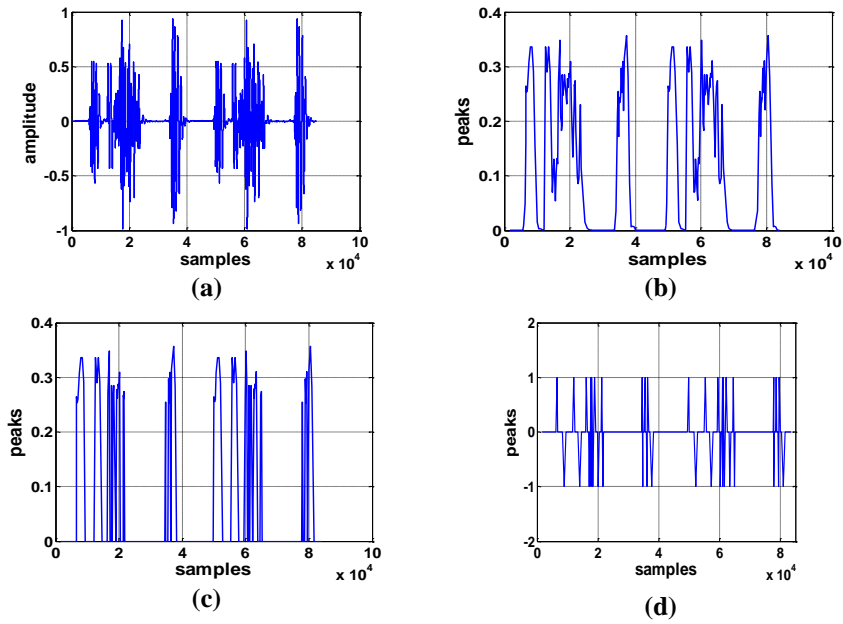 1
0.5
0
-0.5
-1
amplitude
0 2 4 6 8 10
samples
x 10^4
(a)
0.4
0.3
0.2
0.1
0
peaks
0 2 4 6 8 10
samples
x 10^4
(b)
0.4
0.3
0.2
0.1
0
peaks
0 2 4 6 8 10
samples
x 10^4
(c)
2
1
0
-1
-2
peaks
0 2 4 6 8
samples
x 10^4
(d)